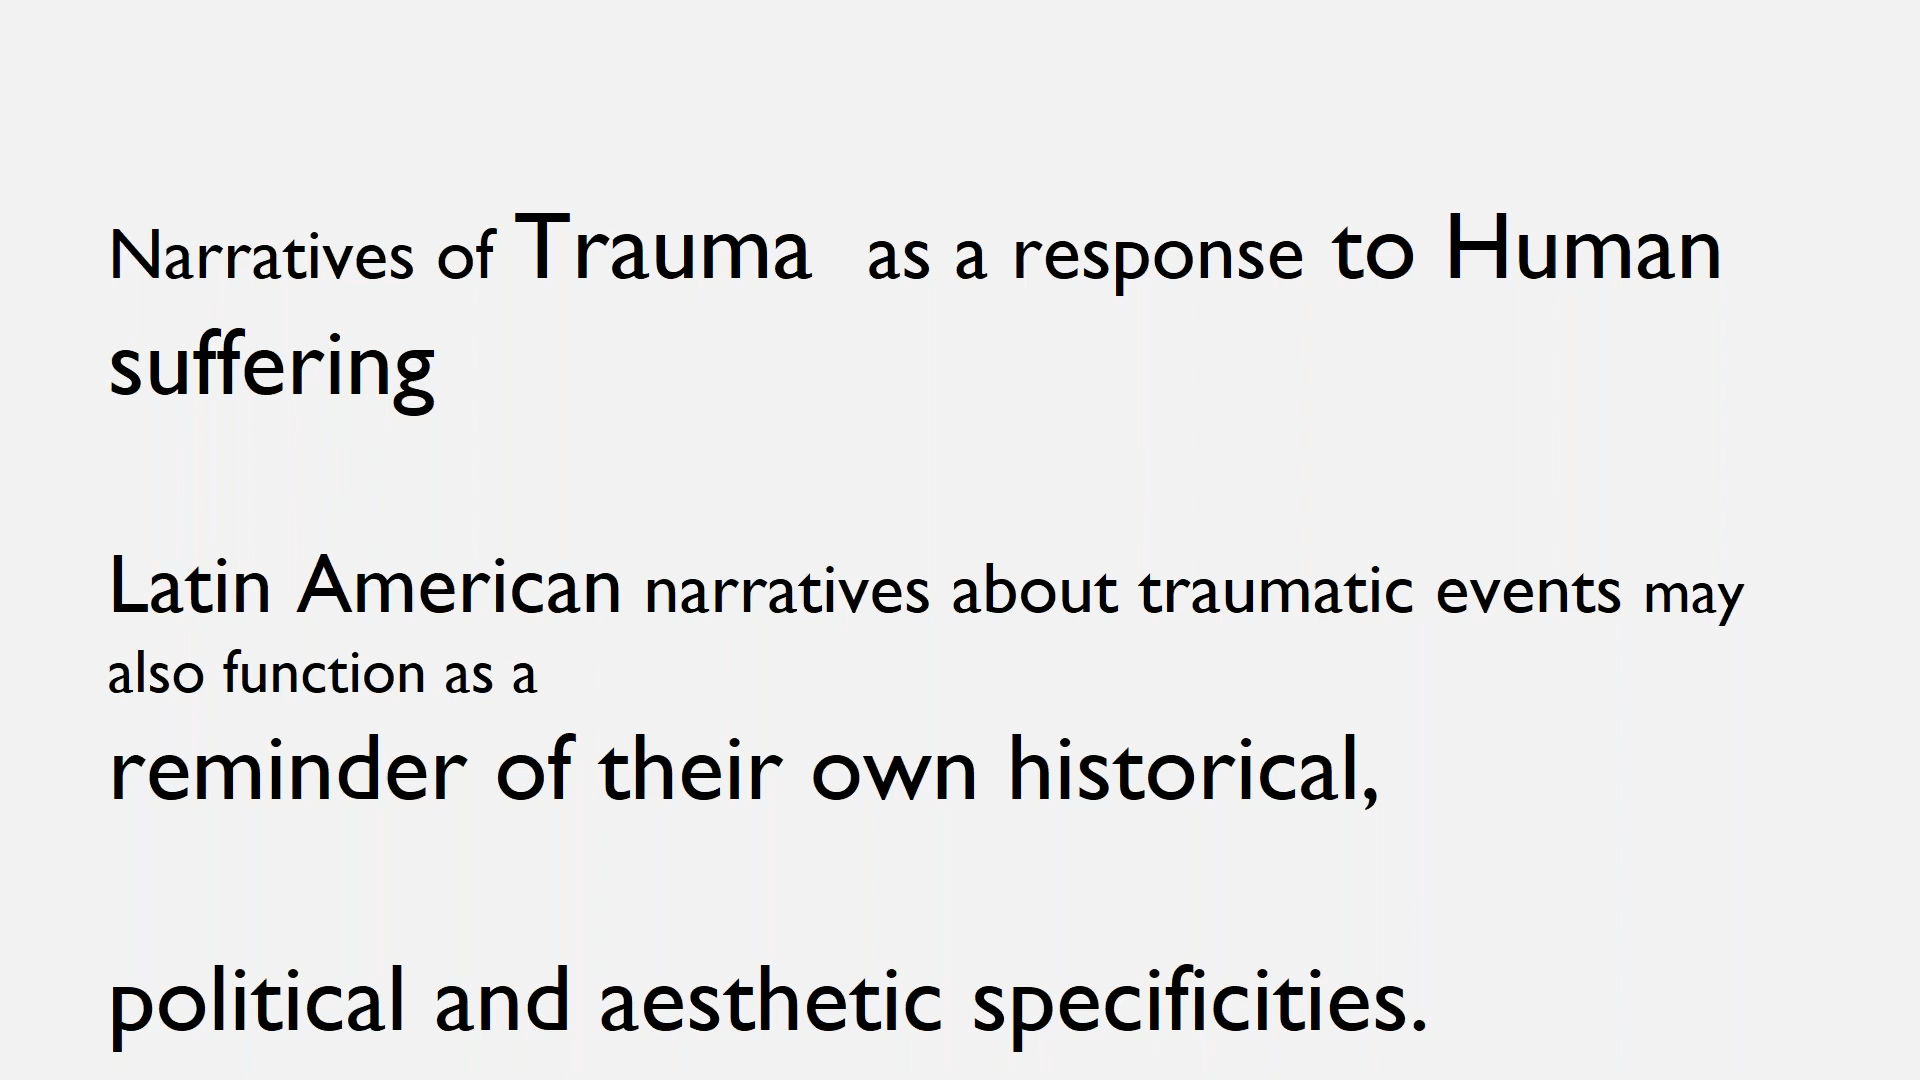 Narratives of Trauma as a response to Human
suffering
Latin American narratives about traumatic events may
also function as a
reminder of their own historical,
political and aesthetic specificities.